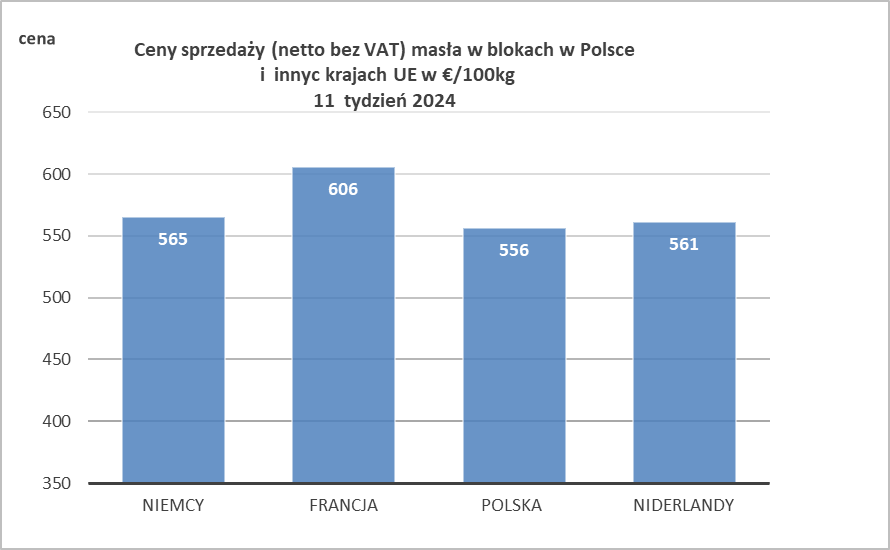 cena
Ceny sprzedaży (netto bez VAT) masła w blokach w Polsce
i innyc krajach UE w €/100kg
11 tydzień 2024
650
600
550
500
450
400
350
565
606
556
561
NIEMCY
FRANCJA
POLSKA
NIDERLANDY